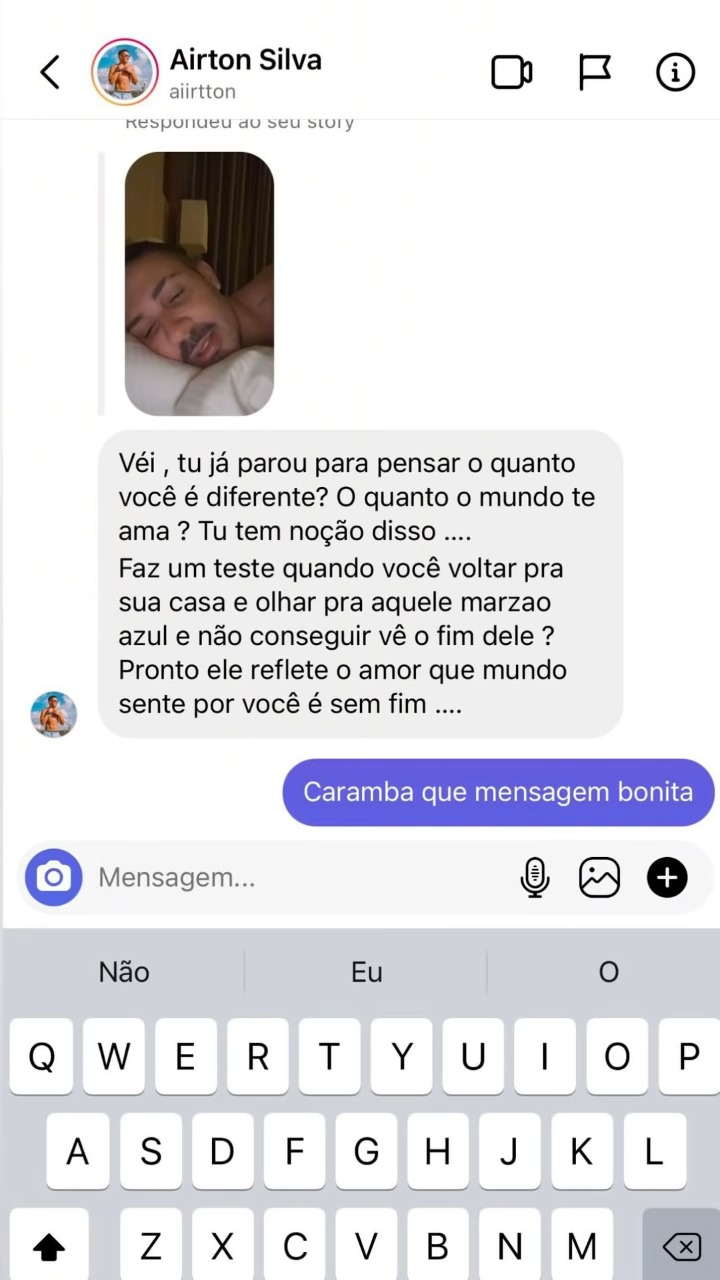 Airton Silva
aiirtton
Respondeu ao seu story
Véi , tu já parou para pensar o quanto
você é diferente? O quanto o mundo te
ama ? Tu tem noção disso ....
Faz um teste quando você voltar pra
sua casa e olhar pra aquele marzao
azul e não conseguir vê o fim dele ?
Pronto ele reflete o amor que mundo
sente por você é sem fim ....
Caramba que mensagem bonita
Mensagem...
Não Eu O
Q W E R T Y U I O P
A S D F G H J K L
Z X C V B N M